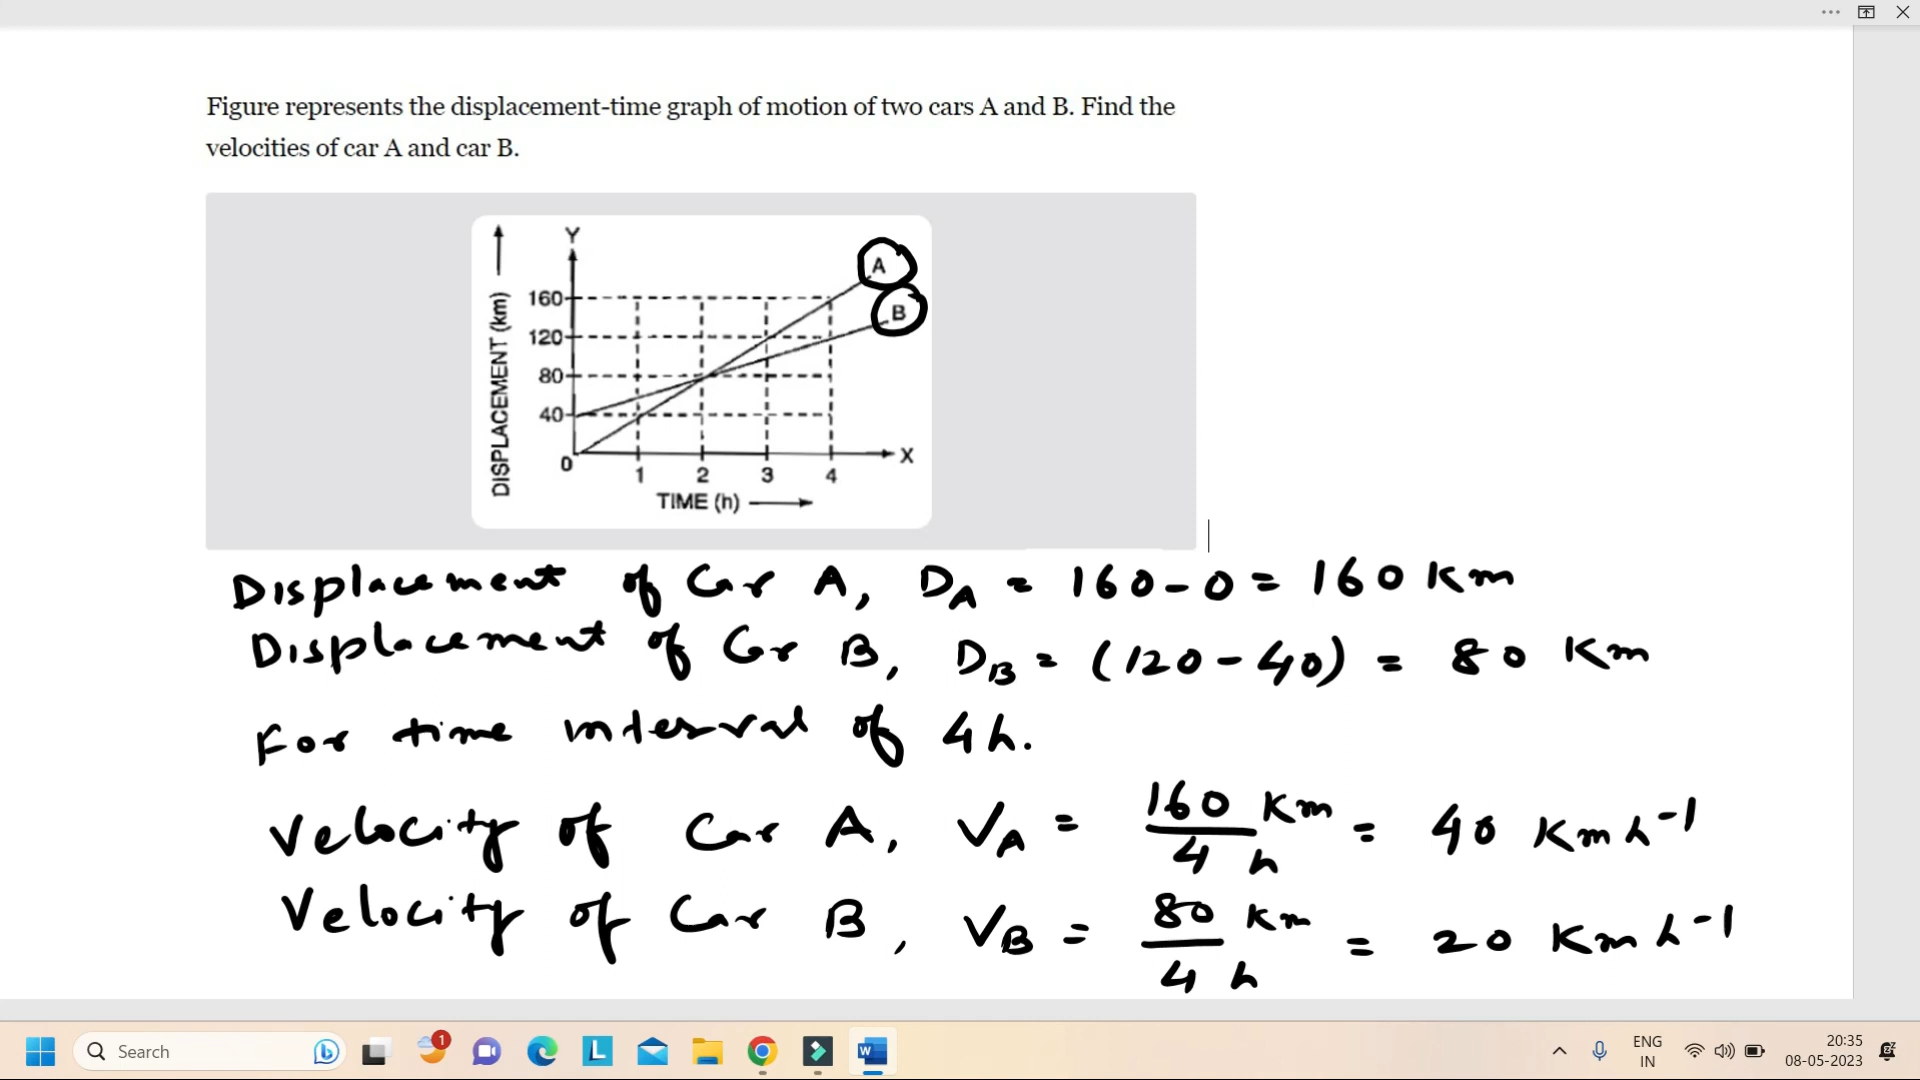 Figure represents the displacement-time graph of motion of two cars A and B. Find the
velocities of car A and car B.
DISPLACEMENT (km)
Y
A
B
160
120
80
40
0
1 2 3 4
X
TIME (h)
Displacement of Car A, DA = 160-0 = 160 Km
Displacement of Car B, DB = (120-40) = 80 Km
For time interval of 4h.
Velocity of Car A, VA = 160 Km / 4 h = 40 Km h-1
Velocity of Car B, VB = 80 Km / 4 h = 20 Km h-1
Search
1
L
W
ENG
IN
20:35
08-05-2023